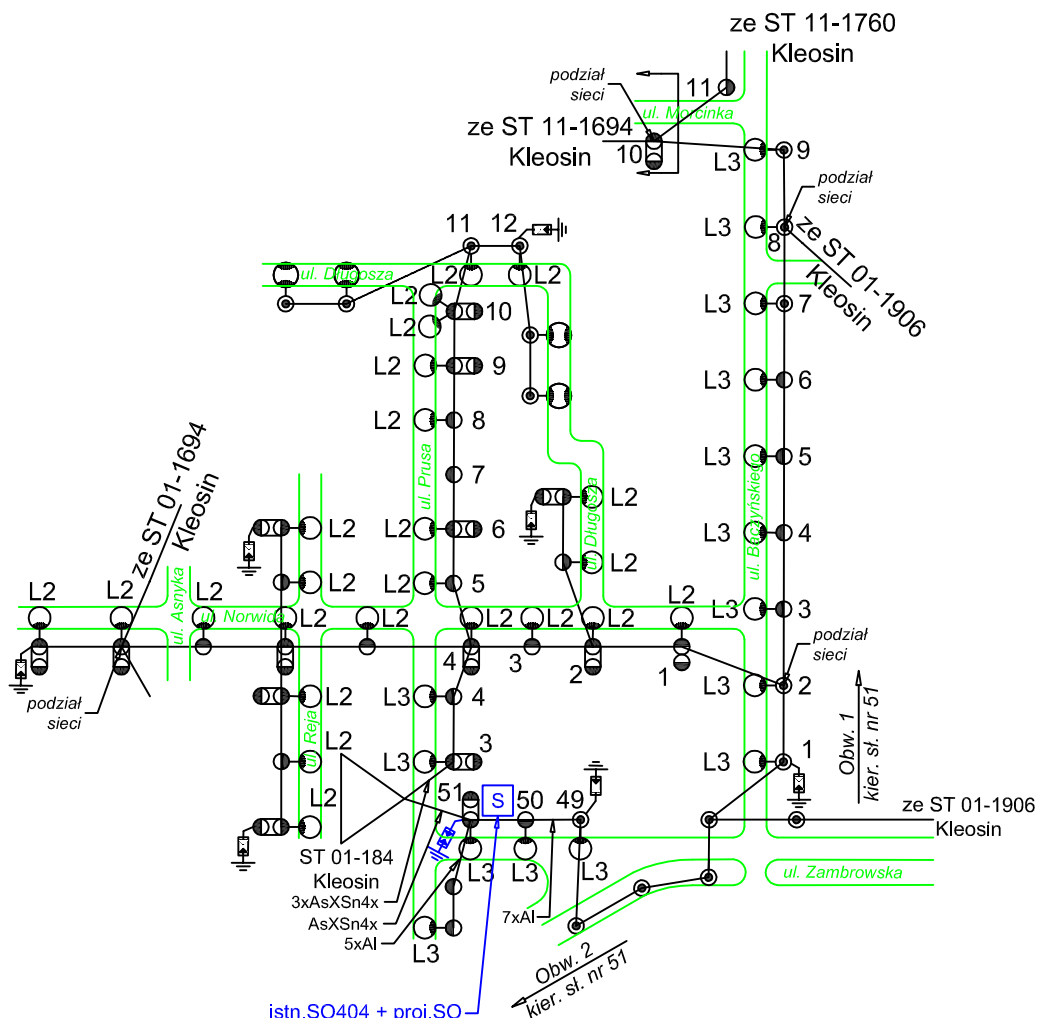 ze ST 11-1760
Kleosin
podział
sieci
11
ul. Morcinka
ze ST 11-1694
Kleosin
10
L3
9
podział
sieci
L3
8
ze ST 01-1906
Kleosin
11
12
ul. Długosza
L2
L2
L2
10
L2
L3
7
L2
9
L3
6
L2
8
ul. Prusa
7
L3
5
ul. Baczyńskiego
ze ST 01-1694
Kleosin
L2
L2
6
L2
ul. Długosza
L3
4
L2
L2
5
L2
L2
L2
L2
L2
L2
L2
L2
L3
3
ul. Asnyka
ul. Norwida
4
3
2
1
podział
sieci
podział
sieci
L2
L3
4
L3
2
ul. Reja
L2
L3
3
L3
1
Obw. 1
kier. sł. nr 51
L2
51
S
50
49
ze ST 01-1906
Kleosin
ST 01-184
Kleosin
L3
L3
L3
ul. Zambrowska
3xAsXSn4x
AsXSn4x
5xAl
7xAl
L3
Obw. 2
kier. sł. nr 51
istn.SO404 + proj.SO